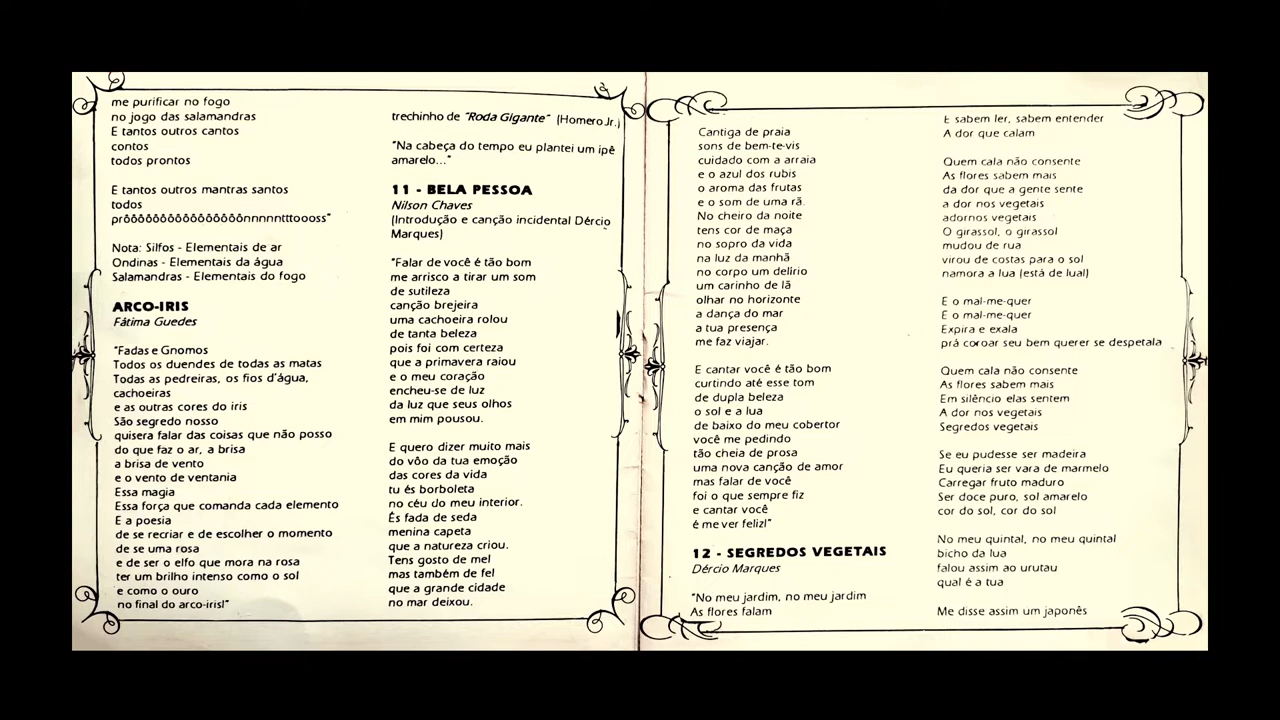 me purificar no fogo
no jogo das salamandras
E tantos outros cantos
contos
todos prontos
E tantos outros mantras santos
todos
prôôôôôôôôôôôôôôôônnnnntttoooss"
Nota: Silfos - Elementais de ar
Ondinas - Elementais da água
Salamandras - Elementais do fogo
ARCO-IRIS
Fátima Guedes
"Fadas e Gnomos
Todos os duendes de todas as matas
Todas as pedreiras, os fios d'água,
cachoeiras
e as outras cores do iris
São segredo nosso
quisera falar das coisas que não posso
do que faz o ar, a brisa
a brisa de vento
e o vento de ventania
Essa magia
Essa força que comanda cada elemento
E a poesia
de se recriar e de escolher o momento
de se uma rosa
e de ser o elfo que mora na rosa
ter um brilho intenso como o sol
e como o ouro
no final do arco-iris!"
trechinho de "Roda Gigante" (Homero Jr.)
"Na cabeça do tempo eu plantei um ipê
amarelo..."
11 - BELA PESSOA
Nilson Chaves
(Introdução e canção incidental Dércio
Marques)
"Falar de você é tão bom
me arrisco a tirar um som
de sutileza
canção brejeira
uma cachoeira rolou
de tanta beleza
pois foi com certeza
que a primavera raiou
e o meu coração
encheu-se de luz
da luz que seus olhos
em mim pousou.
E quero dizer muito mais
do vôo da tua emoção
das cores da vida
tu és borboleta
no céu do meu interior.
És fada de seda
menina capeta
que a natureza criou.
Tens gosto de mel
mas também de fel
que a grande cidade
no mar deixou.
Cantiga de praia
sons de bem-te-vis
cuidado com a arraia
e o azul dos rubis
o aroma das frutas
e o som de uma rã.
No cheiro da noite
tens cor de maça
no sopro da vida
na luz da manhã
no corpo um delírio
um carinho de lã
olhar no horizonte
a dança do mar
a tua presença
me faz viajar.
E cantar você é tão bom
curtindo até esse tom
de dupla beleza
o sol e a lua
de baixo do meu cobertor
você me pedindo
tão cheia de prosa
uma nova canção de amor
mas falar de você
foi o que sempre fiz
e cantar você
é me ver feliz!"
12 - SEGREDOS VEGETAIS
Dércio Marques
"No meu jardim, no meu jardim
As flores falam
E sabem ler, sabem entender
A dor que calam
Quem cala não consente
As flores sabem mais
da dor que a gente sente
a dor nos vegetais
adornos vegetais
O girassol, o girassol
mudou de rua
virou de costas para o sol
namora a lua (está de lual)
E o mal-me-quer
E o mal-me-quer
Expira e exala
prá coroar seu bem querer se despetala
Quem cala não consente
As flores sabem mais
Em silêncio elas sentem
A dor nos vegetais
Segredos vegetais
Se eu pudesse ser madeira
Eu queria ser vara de marmelo
Carregar fruto maduro
Ser doce puro, sol amarelo
cor do sol, cor do sol
No meu quintal, no meu quintal
bicho da lua
falou assim ao urutau
qual é a tua
Me disse assim um japonês